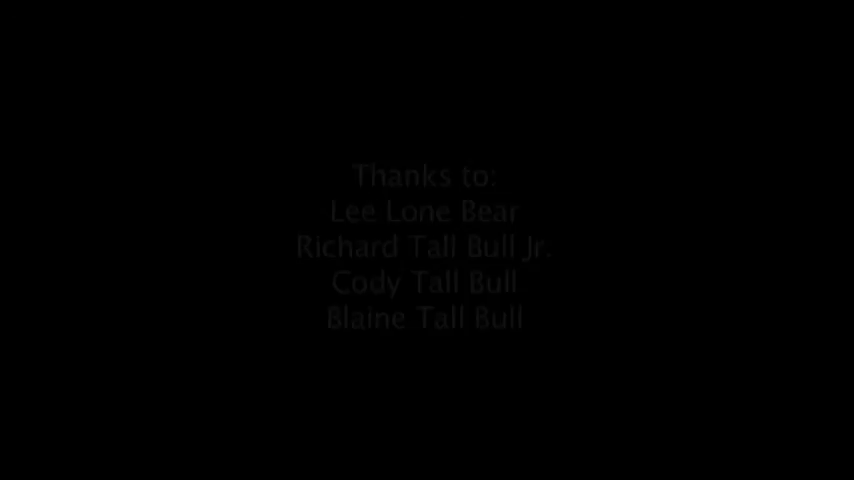 Thanks to:
Lee Lone Bear
Richard Tall Bull Jr.
Cody Tall Bull
Blaine Tall Bull